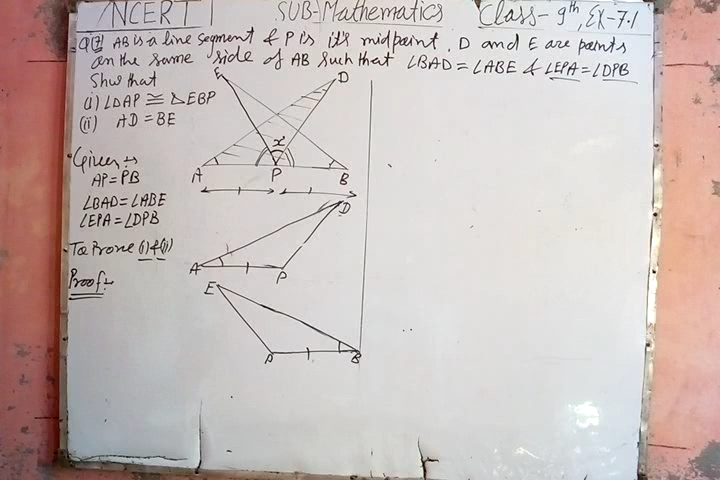 NCERT SUB-Mathematics Class-9th, EX-7.1
Q7 AB is a line segment & P is it's midpoint. D and E are points
on the same side of AB such that ∠BAD = ∠ABE & ∠EPA = ∠DPB
Show that
(i) ∠DAP ≅ △EBP
(ii) AD = BE
E D
x
A P B
Given :-
AP = PB
∠BAD = ∠ABE
∠EPA = ∠DPB
To Prove (i) & (ii)
Proof :-
D
A P
E
P B